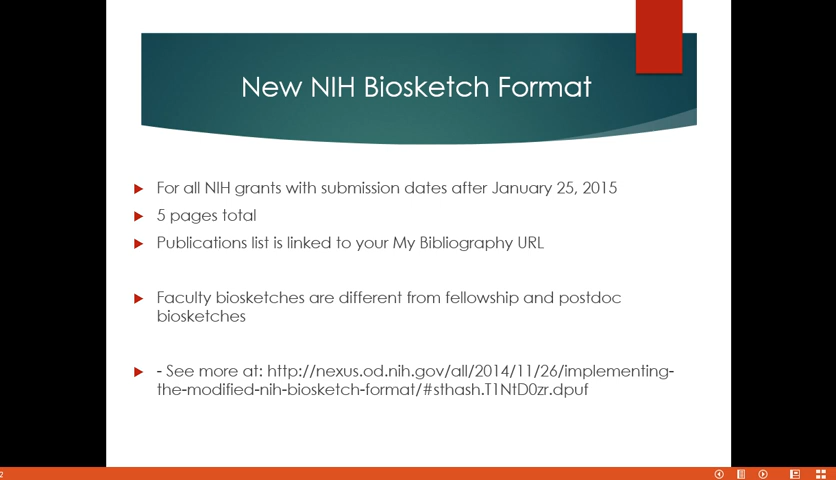 New NIH Biosketch Format
For all NIH grants with submission dates after January 25, 2015
5 pages total
Publications list is linked to your My Bibliography URL
Faculty biosketches are different from fellowship and postdoc
biosketches
- See more at: http://nexus.od.nih.gov/all/2014/11/26/implementing-
the-modified-nih-biosketch-format/#sthash.T1NtD0zr.dpuf
2